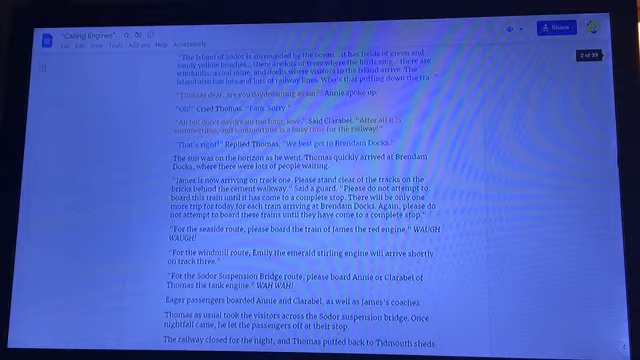 "Calling Engines"
File Edit View Tools Add-ons Help Accessibility
Share
2 of 39
"The Island of Sodor is surrounded by the ocean it has fields of green and
sandy yellow beaches there are lots of trees where the birds sing there are
windmills, a coal mine, and docks where visitors to the island arrive. The
island also has lots and lots of railway lines. Who's that puffing down the tra
"Thomas dear, are you daydreaming again?" Annie spoke up.
"Oh!" Cried Thomas. "I am. Sorry."
daydream too long, love." Said Clarabel. "After all it is
summertime, and summertime is a busy time for the railway!"
"That's right!" Replied Thomas. "We best get to Brendam Docks."
The sun was on the horizon as he went. Thomas quickly arrived at Brendam
Docks, where there were lots of people waiting.
"James is now arriving on track one. Please stand clear of the tracks on the
bricks behind the cement walkway." Said a guard. "Please do not attempt to
board this train until it has come to a complete stop. There will be only one
more trip for today for each train arriving at Brendam Docks. Again, please do
not attempt to board these trains until they have come to a complete stop."
"For the seaside route, please board the train of James the red engine." WAUGH
WAUGH!
"For the windmill route, Emily the emerald stirling engine will arrive shortly
on track three."
"For the Sodor Suspension Bridge route, please board Annie or Clarabel of
Thomas the tank engine." WAH WAH!
Eager passengers boarded Annie and Clarabel, as well as James's coaches.
Thomas as usual took the visitors across the Sodor suspension bridge. Once
nightfall came, he let the passengers off at their stop.
The railway closed for the night, and Thomas puffed back to Tidmouth sheds.